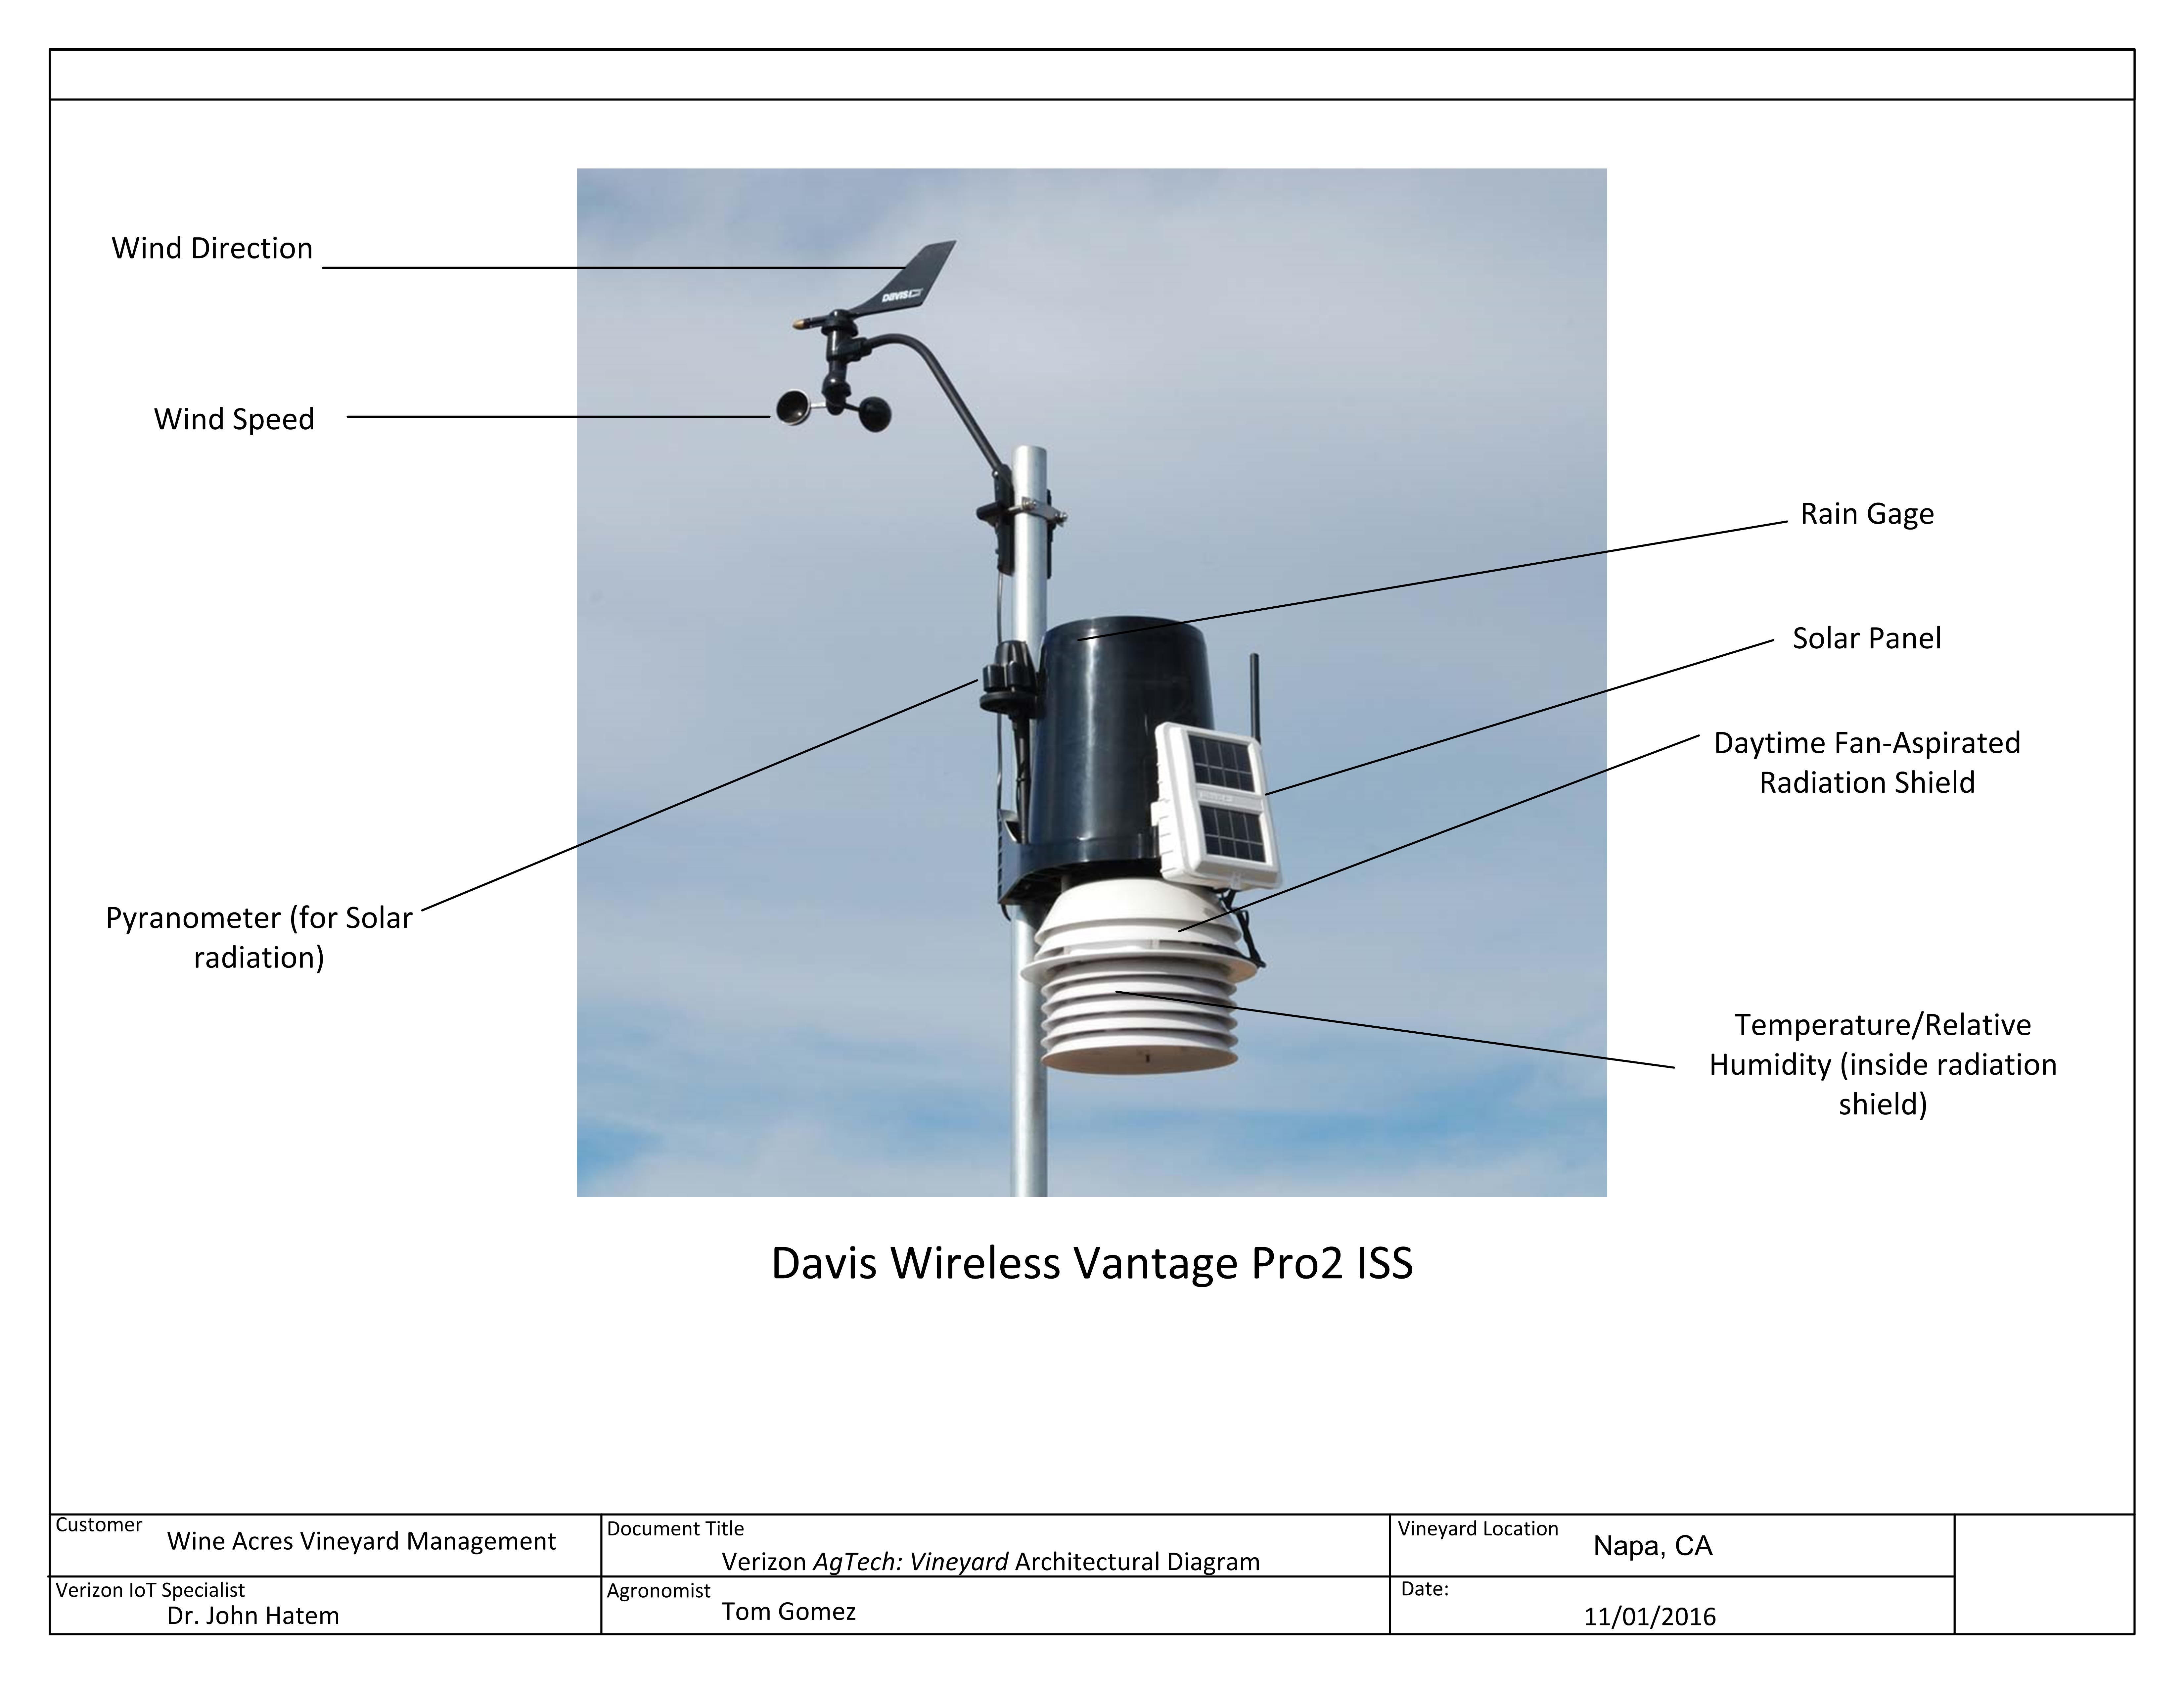 Wind Direction
DAVIS
Wind Speed
Rain Gage
Solar Panel
Daytime Fan-Aspirated
Radiation Shield
Pyranometer (for Solar
radiation)
Temperature/Relative
Humidity (inside radiation
shield)
Davis Wireless Vantage Pro2 ISS
Customer
Wine Acres Vineyard Management
Document Title
Verizon AgTech: Vineyard Architectural Diagram
Vineyard Location
Napa, CA
Verizon IoT Specialist
Dr. John Hatem
Agronomist
Tom Gomez
Date:
11/01/2016